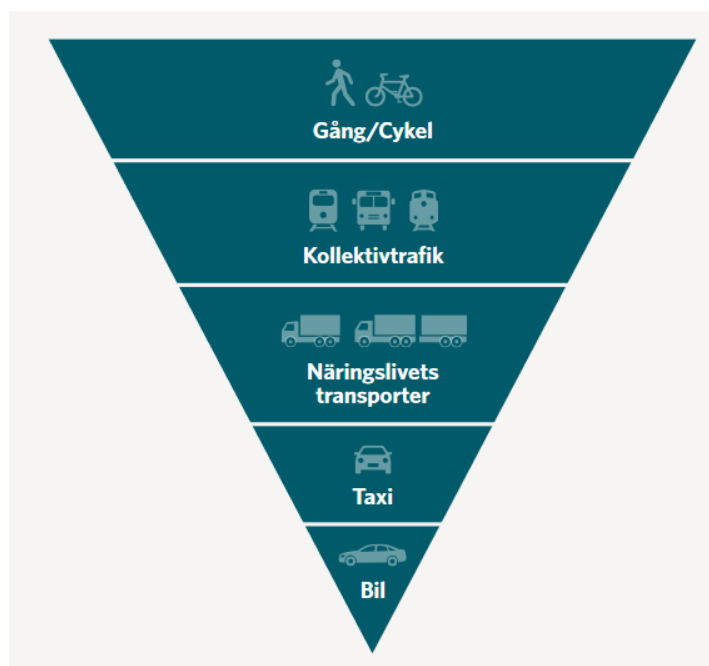 Gång/Cykel
Kollektivtrafik
Näringslivets
transporter
Taxi
Bil